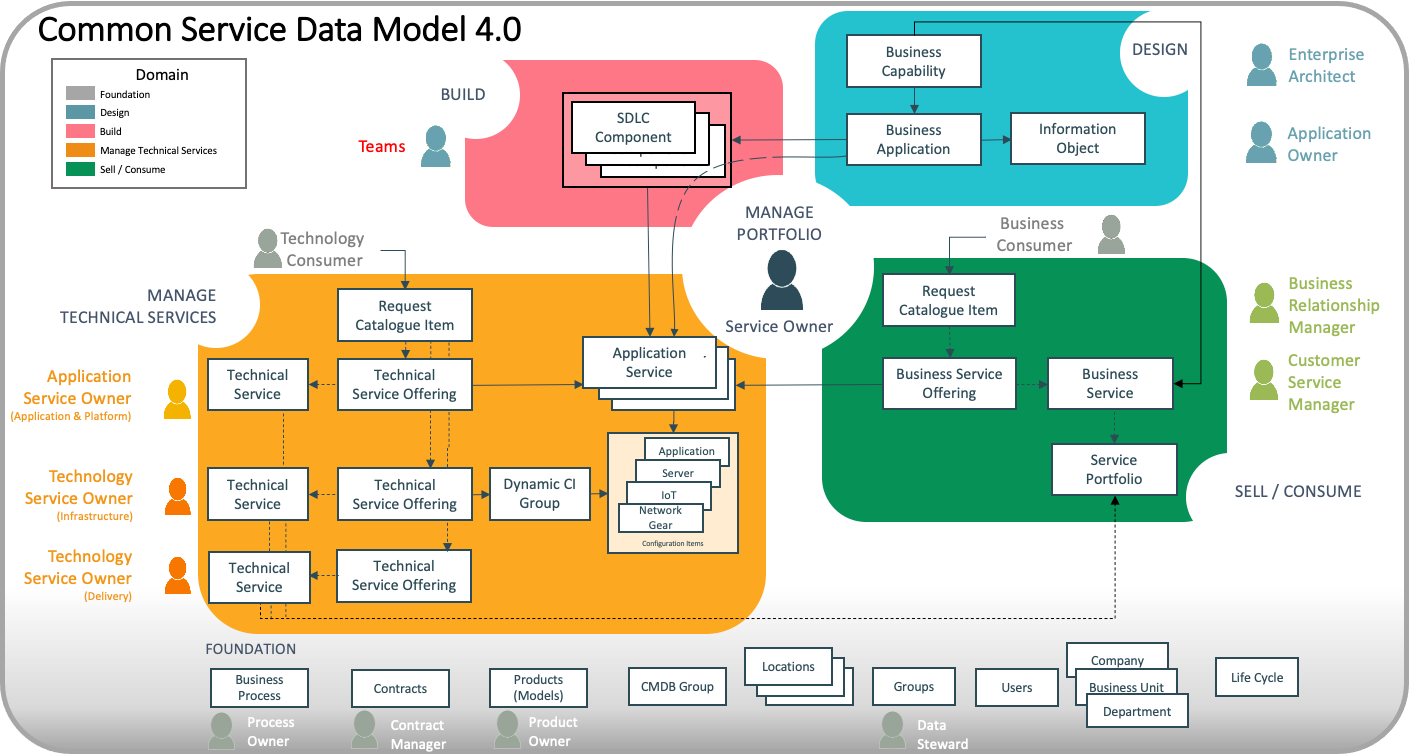 Common Service Data Model 4.0
Domain
Foundation
Design
Build
Manage Technical Services
Sell / Consume
BUILD
Teams
SDLC
Component
DESIGN
Business
Capability
Business
Application
Information
Object
Enterprise
Architect
Application
Owner
MANAGE
PORTFOLIO
Service Owner
Technology
Consumer
MANAGE
TECHNICAL SERVICES
Request
Catalogue Item
Application
Service Owner
(Application & Platform)
Technical
Service
Technical
Service Offering
Application
Service
Technology
Service Owner
(Infrastructure)
Technical
Service
Technical
Service Offering
Dynamic CI
Group
Application
Server
IoT
Network
Gear
Configuration Items
Technology
Service Owner
(Delivery)
Technical
Service
Technical
Service Offering
Business
Consumer
Request
Catalogue Item
Business Service
Offering
Business
Service
Service
Portfolio
Business
Relationship
Manager
Customer
Service
Manager
SELL / CONSUME
FOUNDATION
Business
Process
Contracts
Products
(Models)
CMDB Group
Locations
Groups
Users
Company
Business Unit
Department
Life Cycle
Process
Owner
Contract
Manager
Product
Owner
Data
Steward